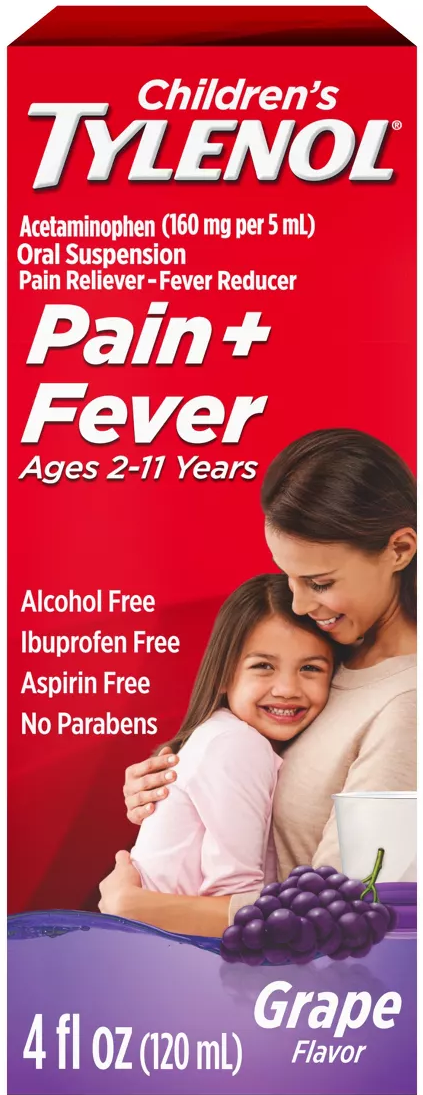 Children's
TYLENOL®
Acetaminophen (160 mg per 5 mL)
Oral Suspension
Pain Reliever - Fever Reducer
Pain+
Fever
Ages 2-11 Years
Alcohol Free
Ibuprofen Free
Aspirin Free
No Parabens
Grape
Flavor
4 fl oz (120 mL)